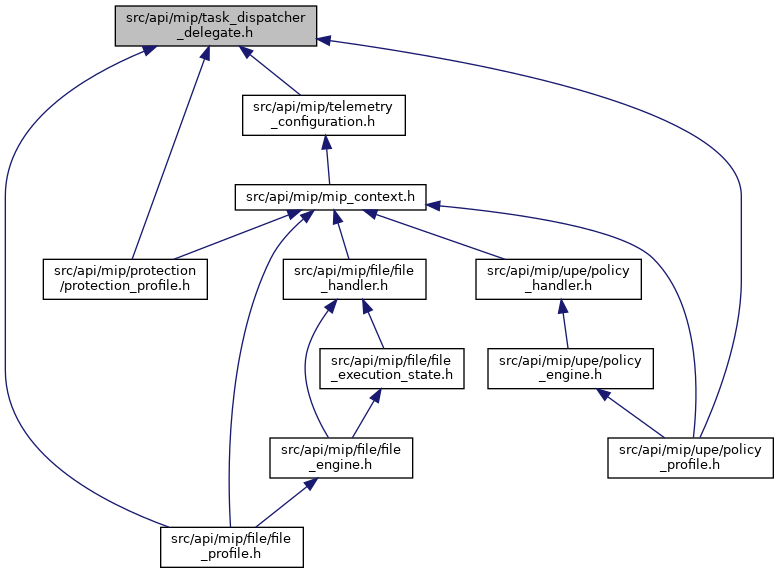 src/api/mip/task_dispatcher
_delegate.h
src/api/mip/telemetry
_configuration.h
src/api/mip/mip_context.h
src/api/mip/protection
/protection_profile.h
src/api/mip/file/file
_handler.h
src/api/mip/upe/policy
_handler.h
src/api/mip/file/file
_execution_state.h
src/api/mip/upe/policy
_engine.h
src/api/mip/file/file
_engine.h
src/api/mip/upe/policy
_profile.h
src/api/mip/file/file
_profile.h